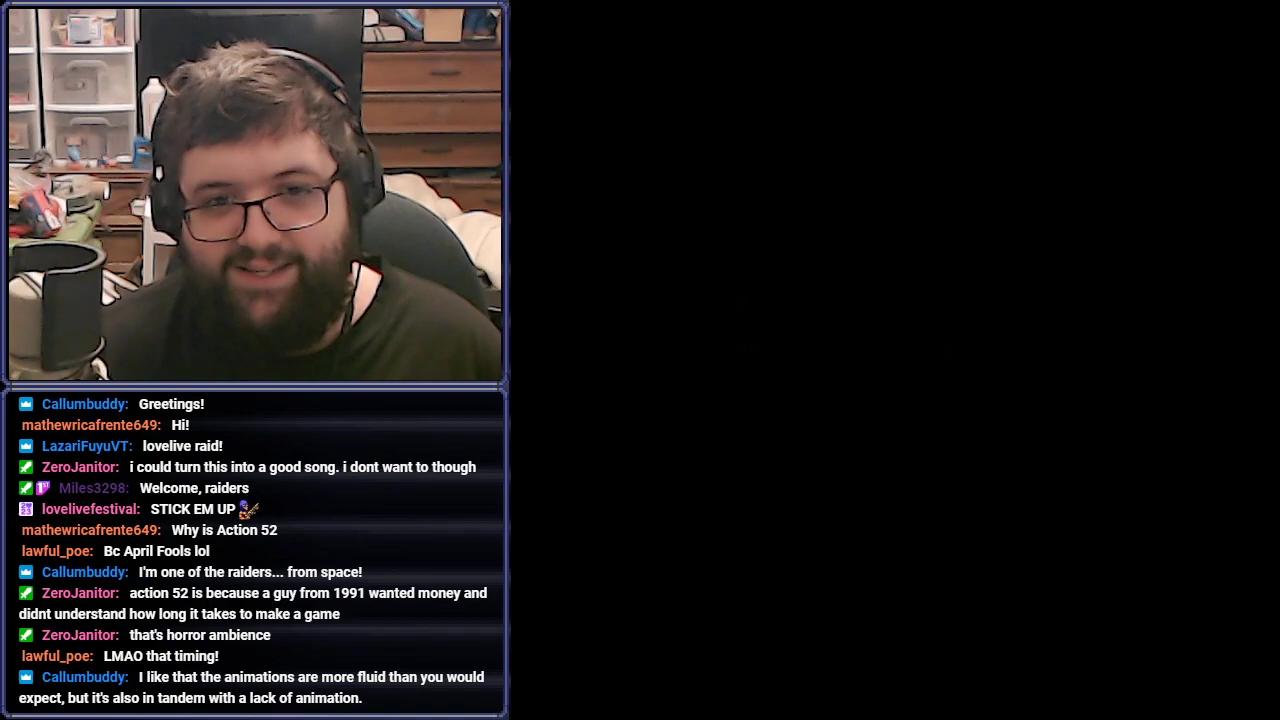 Callumbuddy: Greetings!
mathewricafrente649: Hi!
LazariFuyuVT: lovelive raid!
ZeroJanitor: i could turn this into a good song. i dont want to though
Miles3298: Welcome, raiders
lovelivefestival: STICK EM UP
mathewricafrente649: Why is Action 52
lawful_poe: Bc April Fools lol
Callumbuddy: I'm one of the raiders... from space!
ZeroJanitor: action 52 is because a guy from 1991 wanted money and
didnt understand how long it takes to make a game
ZeroJanitor: that's horror ambience
lawful_poe: LMAO that timing!
Callumbuddy: I like that the animations are more fluid than you would
expect, but it's also in tandem with a lack of animation.